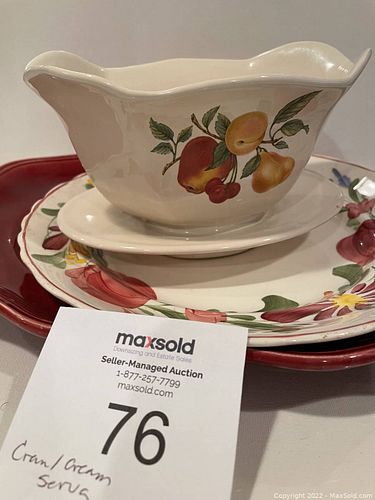 maxsold
Downsizing and Estate Sales
Seller-Managed Auction
1-877-257-7799
maxsold.com
76
Cran/Cream
serva
©Copyright 2022 - MaxSold.com